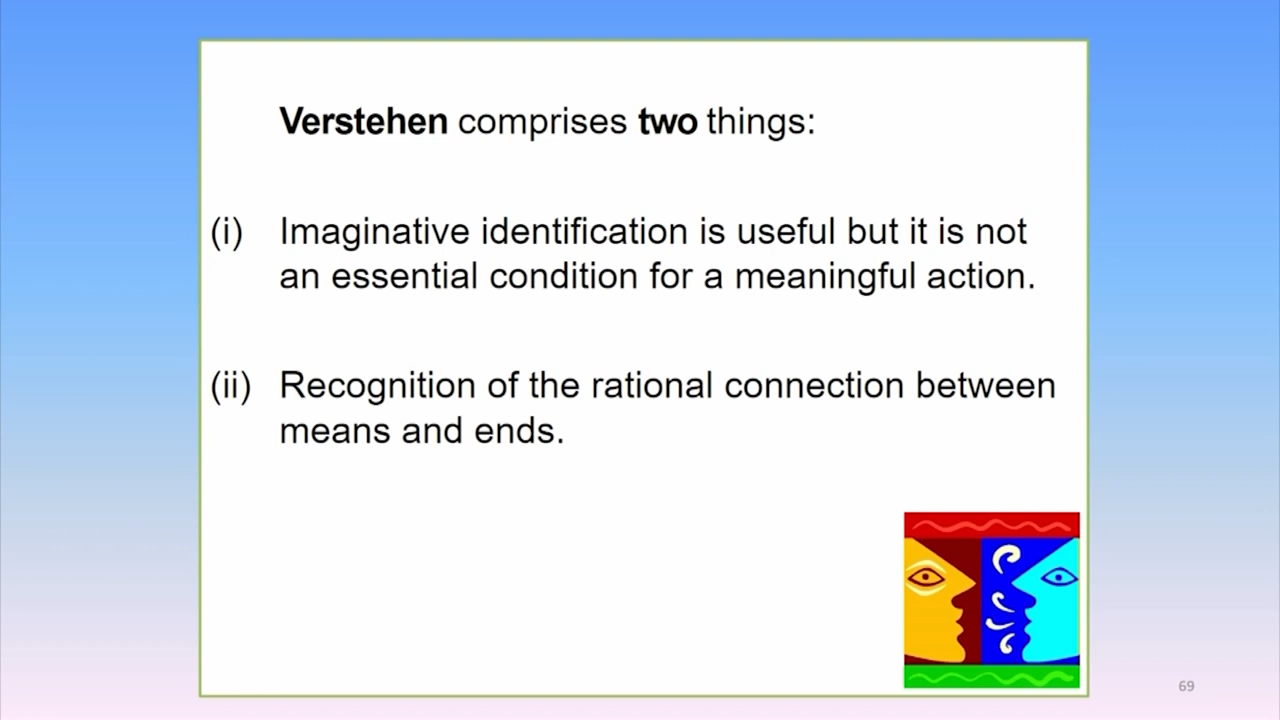 Verstehen comprises two things:
(i) Imaginative identification is useful but it is not
an essential condition for a meaningful action.
(ii) Recognition of the rational connection between
means and ends.
69